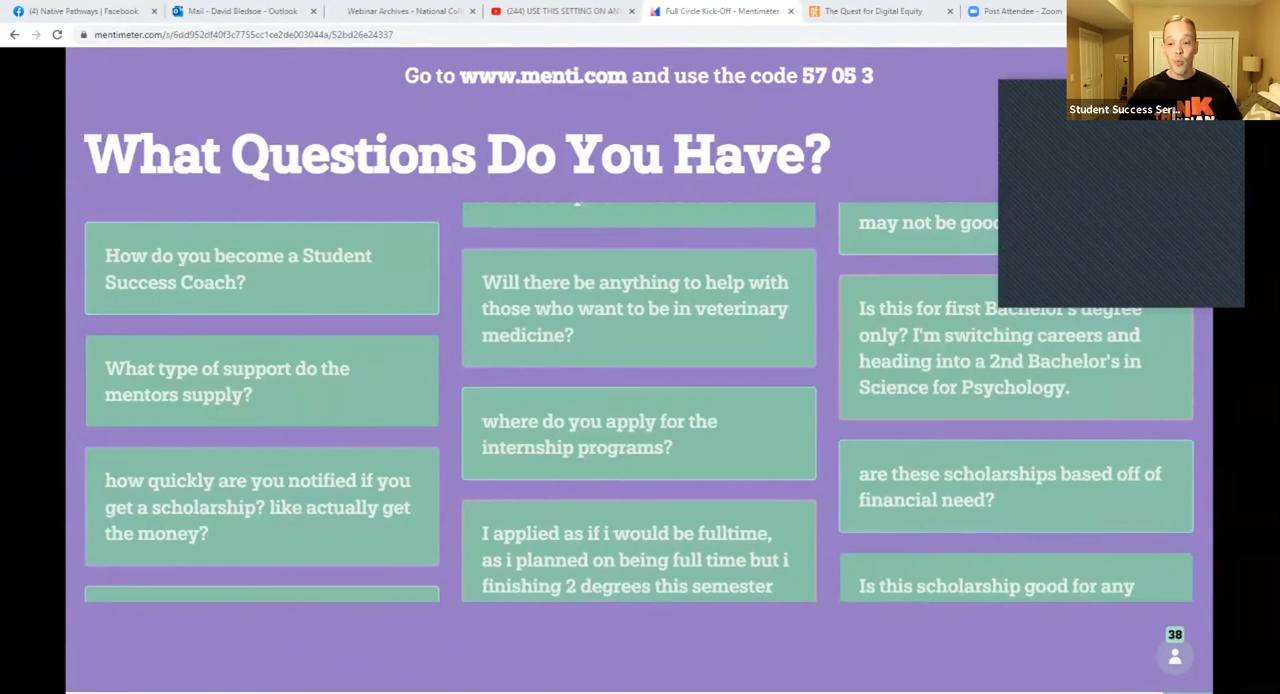 (4) Native Pathways | Facebook
Mail - David Bledsoe - Outlook
Webinar Archives - National Coll
(244) USE THIS SETTING ON AN
Full Circle Kick-Off - Mentimeter
The Quest for Digital Equity
Post Attendee - Zoom
mentimeter.com/s/6dd952df40f3c7755cc1ce2de003044a/52bd26e24337
Student Success Ser...
Go to www.menti.com and use the code 57 05 3
What Questions Do You Have?
How do you become a Student
Success Coach?
What type of support do the
mentors supply?
how quickly are you notified if you
get a scholarship? like actually get
the money?
Will there be anything to help with
those who want to be in veterinary
medicine?
where do you apply for the
internship programs?
I applied as if i would be fulltime,
as i planned on being full time but i
finishing 2 degrees this semester
may not be good
Is this for first Bachelor's degree
only? I'm switching careers and
heading into a 2nd Bachelor's in
Science for Psychology.
are these scholarships based off of
financial need?
Is this scholarship good for any
38